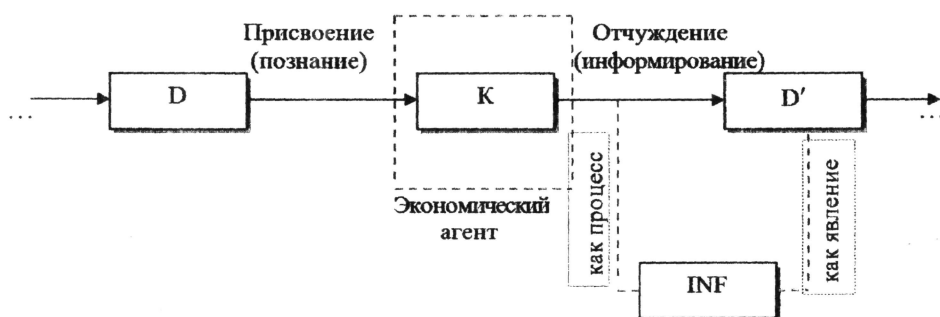 Присвоение
(познание)
Отчуждение
(информирование)
D
K
D′
...
...
Экономический
агент
как процесс
как явление
INF